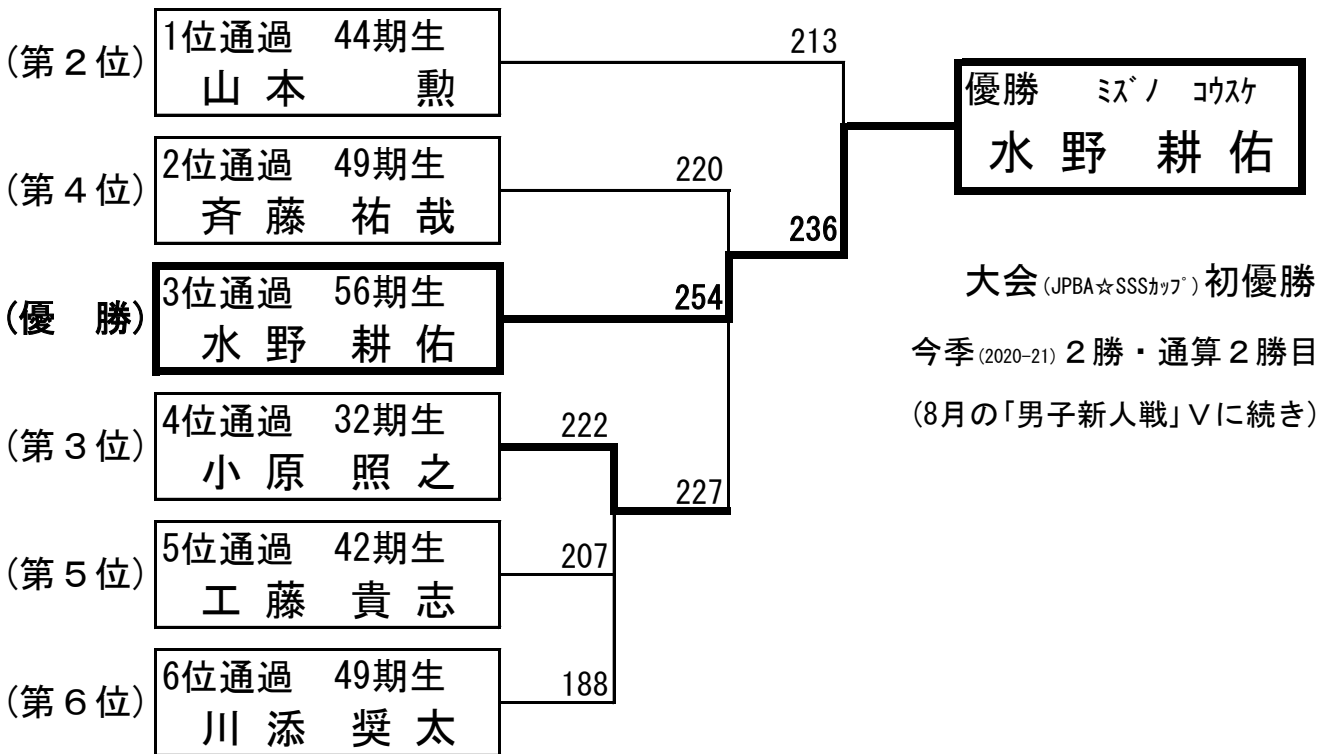 (第２位)
1位通過　44期生
山 本　　勲
213
(第４位)
2位通過　49期生
斉 藤　祐 哉
220
(優　勝)
3位通過　56期生
水 野　耕 佑
254
236
優勝　ﾐｽﾞﾉ　ｺｳｽｹ
水 野　耕 佑
大会(JPBA☆SSSｶｯﾌﾟ)初優勝
今季(2020-21)２勝・通算２勝目
(8月の｢男子新人戦｣Ｖに続き)
(第３位)
4位通過　32期生
小 原　照 之
222
227
(第５位)
5位通過　42期生
工 藤　貴 志
207
(第６位)
6位通過　49期生
川 添　奨 太
188